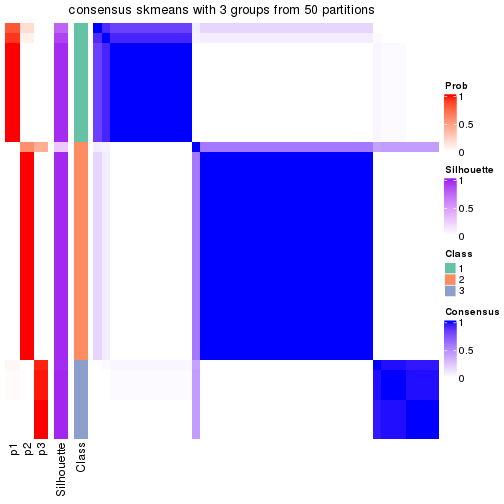 consensus skmeans with 3 groups from 50 partitions
Prob
1
0.5
0
Silhouette
1
0.5
0
Class
1
2
3
Consensus
1
0.5
0
p1
p2
p3
Silhouette
Class